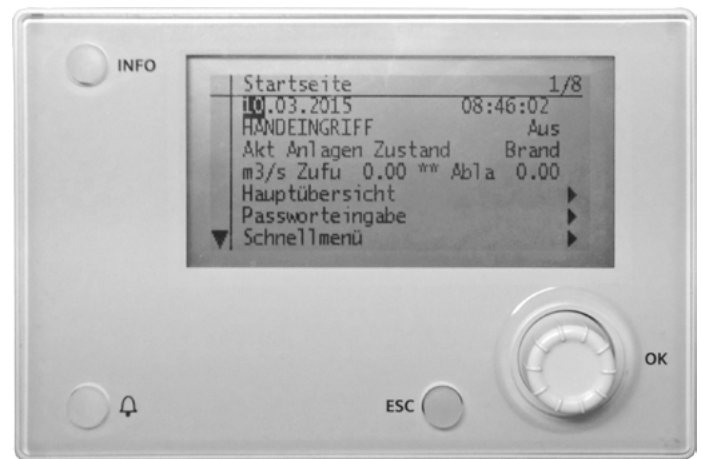 INFO
Startseite 1/8
10.03.2015 08:46:02
HANDEINGRIFF Aus
Akt Anlagen Zustand Brand
m3/s Zufu 0.00 ** Abla 0.00
Hauptübersicht
Passworteingabe
Schnellmenü
OK
ESC